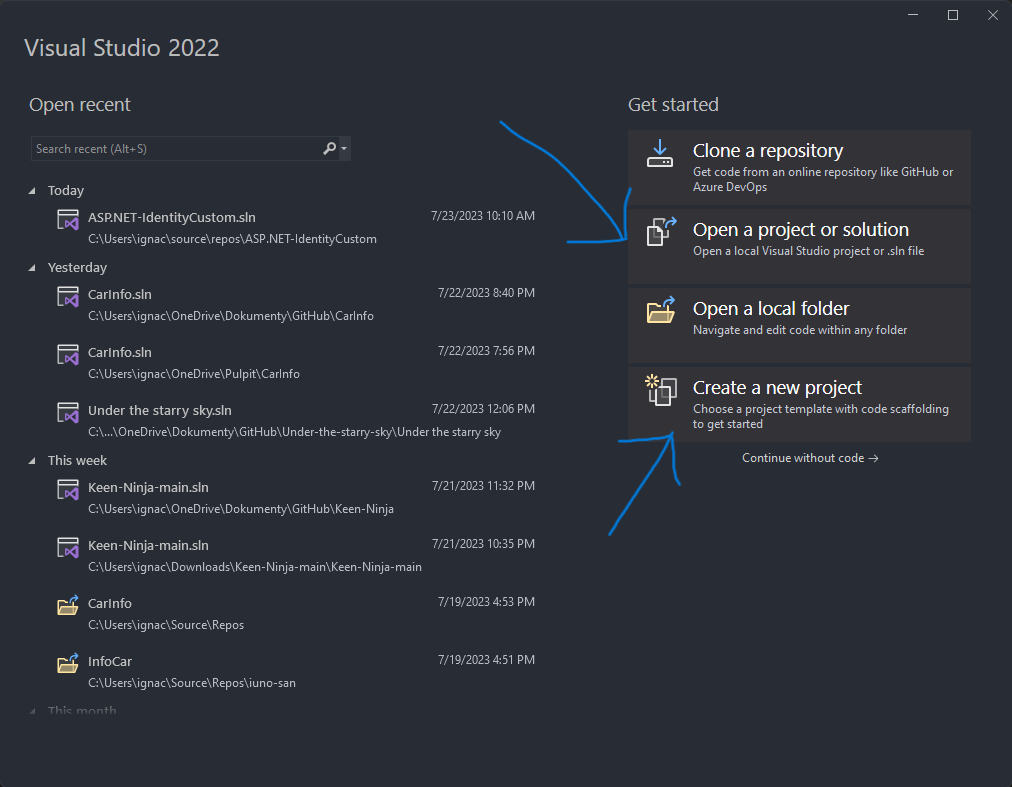 Visual Studio 2022
Open recent
Search recent (Alt+S)
Today
ASP.NET-IdentityCustom.sln 7/23/2023 10:10 AM
C:\Users\ignac\source\repos\ASP.NET-IdentityCustom
Yesterday
CarInfo.sln 7/22/2023 8:40 PM
C:\Users\ignac\OneDrive\Dokumenty\GitHub\CarInfo
CarInfo.sln 7/22/2023 7:56 PM
C:\Users\ignac\OneDrive\Pulpit\CarInfo
Under the starry sky.sln 7/22/2023 12:06 PM
C:\...\OneDrive\Dokumenty\GitHub\Under-the-starry-sky\Under the starry sky
This week
Keen-Ninja-main.sln 7/21/2023 11:32 PM
C:\Users\ignac\OneDrive\Dokumenty\GitHub\Keen-Ninja
Keen-Ninja-main.sln 7/21/2023 10:35 PM
C:\Users\ignac\Downloads\Keen-Ninja-main\Keen-Ninja-main
CarInfo 7/19/2023 4:53 PM
C:\Users\ignac\Source\Repos
InfoCar 7/19/2023 4:51 PM
C:\Users\ignac\Source\Repos\iuno-san
This month
Get started
Clone a repository
Get code from an online repository like GitHub or
Azure DevOps
Open a project or solution
Open a local Visual Studio project or .sln file
Open a local folder
Navigate and edit code within any folder
Create a new project
Choose a project template with code scaffolding
to get started
Continue without code →